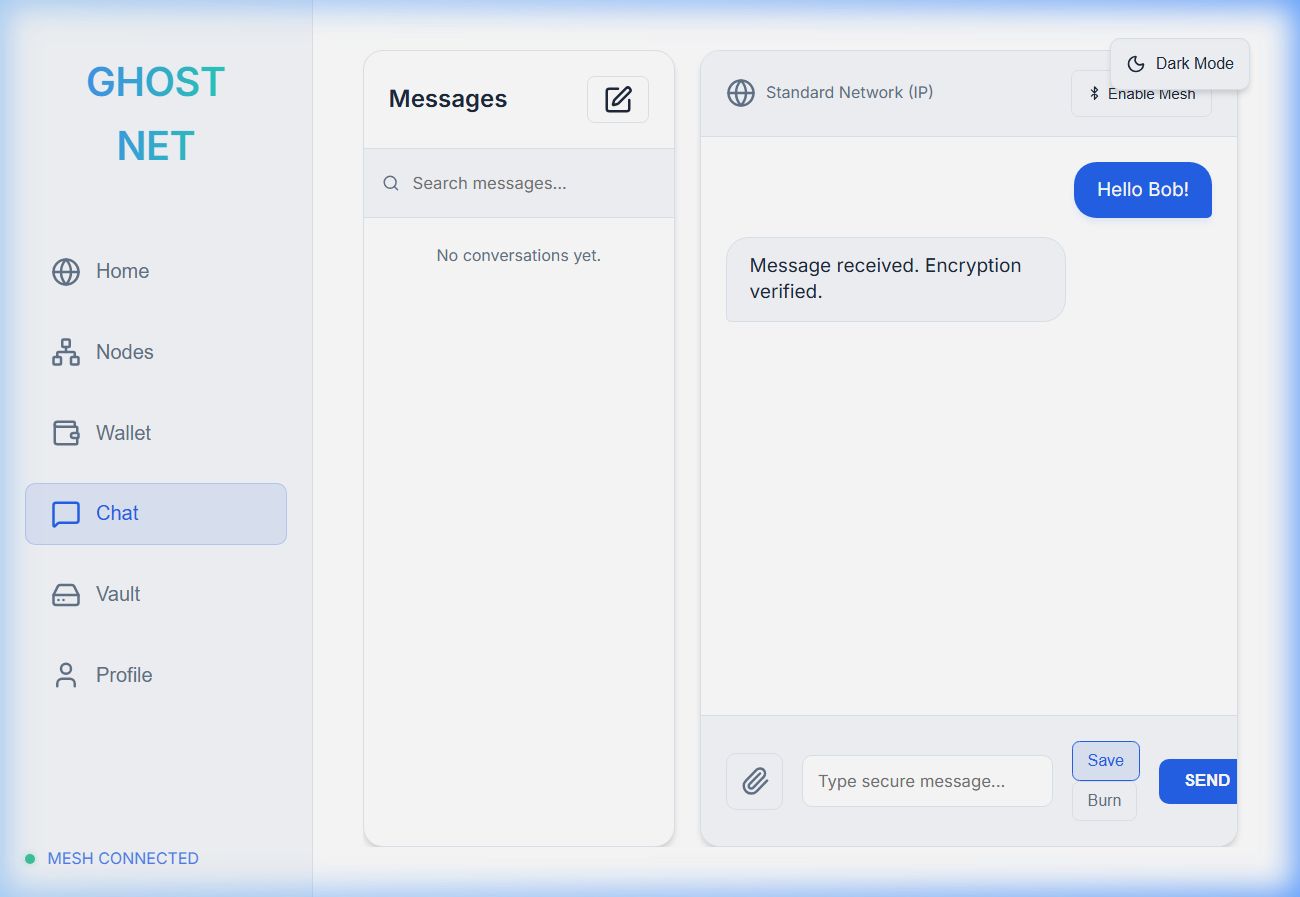 GHOST
NET
Home
Nodes
Wallet
Chat
Vault
Profile
MESH CONNECTED
Messages
Search messages...
No conversations yet.
Standard Network (IP)
Dark Mode
Enable Mesh
Hello Bob!
Message received. Encryption
verified.
Type secure message...
Save
Burn
SEND